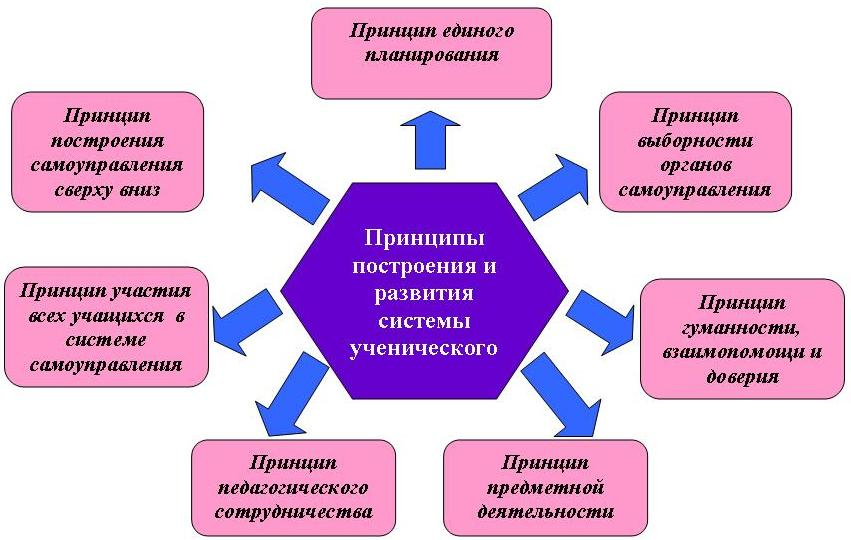 Принцип единого
планирования
Принцип
построения
самоуправления
сверху вниз
Принцип
выборности
органов
самоуправления
Принципы
построения и
развития
системы
ученического
Принцип участия
всех учащихся в
системе
самоуправления
Принцип
гуманности,
взаимопомощи и
доверия
Принцип
педагогического
сотрудничества
Принцип
предметной
деятельности